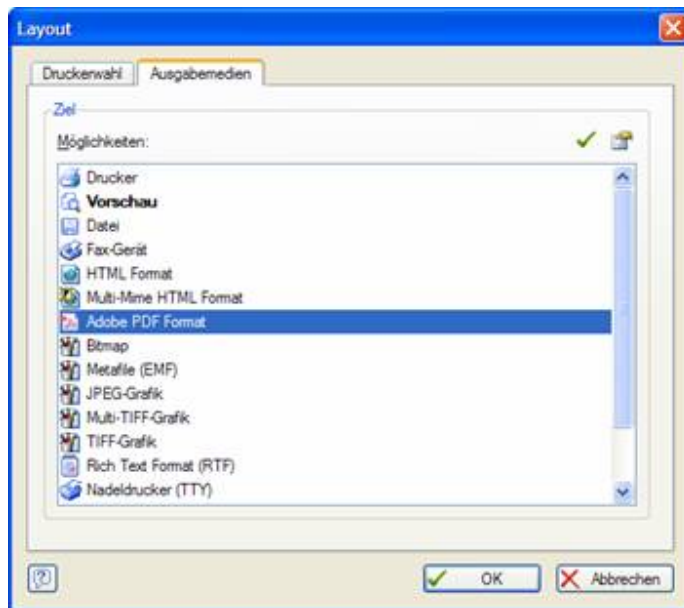 Layout
Druckerwahl Ausgabemedien
Ziel
Möglichkeiten:
Drucker
Vorschau
Datei
Fax-Gerät
HTML Format
Multi-Mime HTML Format
Adobe PDF Format
Bitmap
Metafile (EMF)
JPEG-Grafik
Multi-TIFF-Grafik
TIFF-Grafik
Rich Text Format (RTF)
Nadeldrucker (TTY)
OK Abbrechen